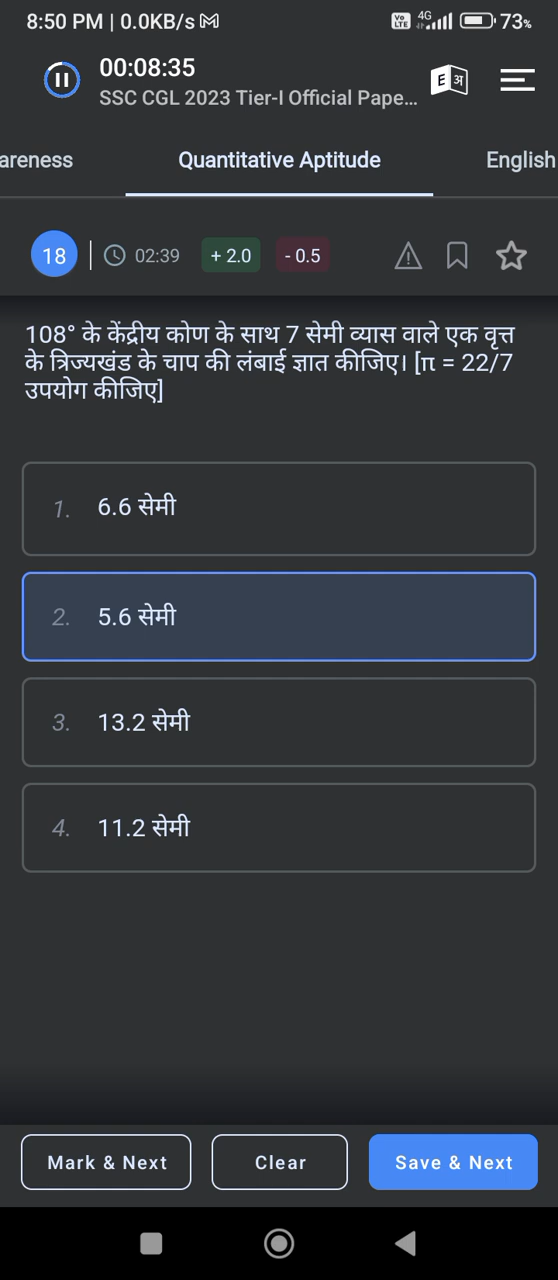 8:50 PM | 0.0KB/s
Vo LTE 4G 73%
00:08:35
SSC CGL 2023 Tier-I Official Pape...
E अ
areness Quantitative Aptitude English
18 | 02:39 + 2.0 - 0.5
108° के केंद्रीय कोण के साथ 7 सेमी व्यास वाले एक वृत्त
के त्रिज्यखंड के चाप की लंबाई ज्ञात कीजिए। [π = 22/7
उपयोग कीजिए]
1. 6.6 सेमी
2. 5.6 सेमी
3. 13.2 सेमी
4. 11.2 सेमी
Mark & Next Clear Save & Next